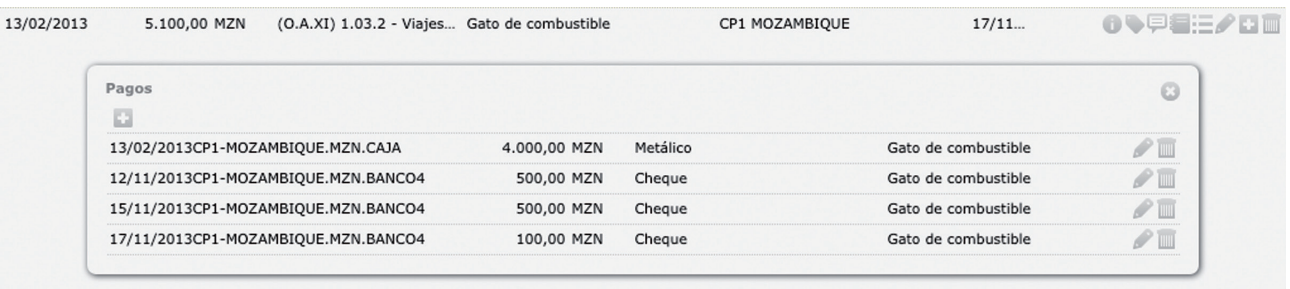 13/02/2013 5.100,00 MZN (O.A.XI) 1.03.2 - Viajes... Gato de combustible CP1 MOZAMBIQUE 17/11...
Pagos
13/02/2013CP1-MOZAMBIQUE.MZN.CAJA 4.000,00 MZN Metálico Gato de combustible
12/11/2013CP1-MOZAMBIQUE.MZN.BANCO4 500,00 MZN Cheque Gato de combustible
15/11/2013CP1-MOZAMBIQUE.MZN.BANCO4 500,00 MZN Cheque Gato de combustible
17/11/2013CP1-MOZAMBIQUE.MZN.BANCO4 100,00 MZN Cheque Gato de combustible